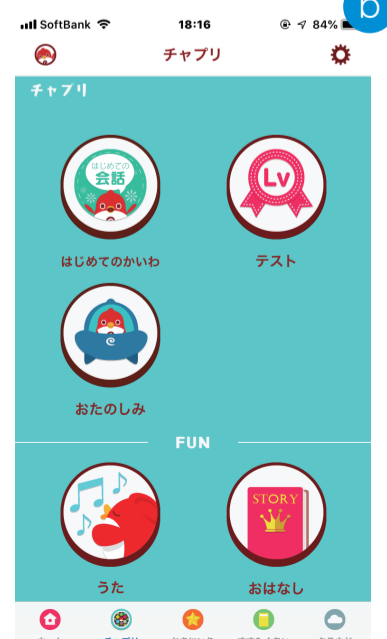 b
SoftBank 18:16 84%
チャプリ
チャプリ
はじめての
会話
Lv
はじめてのかいわ
テスト
e
おたのしみ
FUN
STORY
うた
おはなし